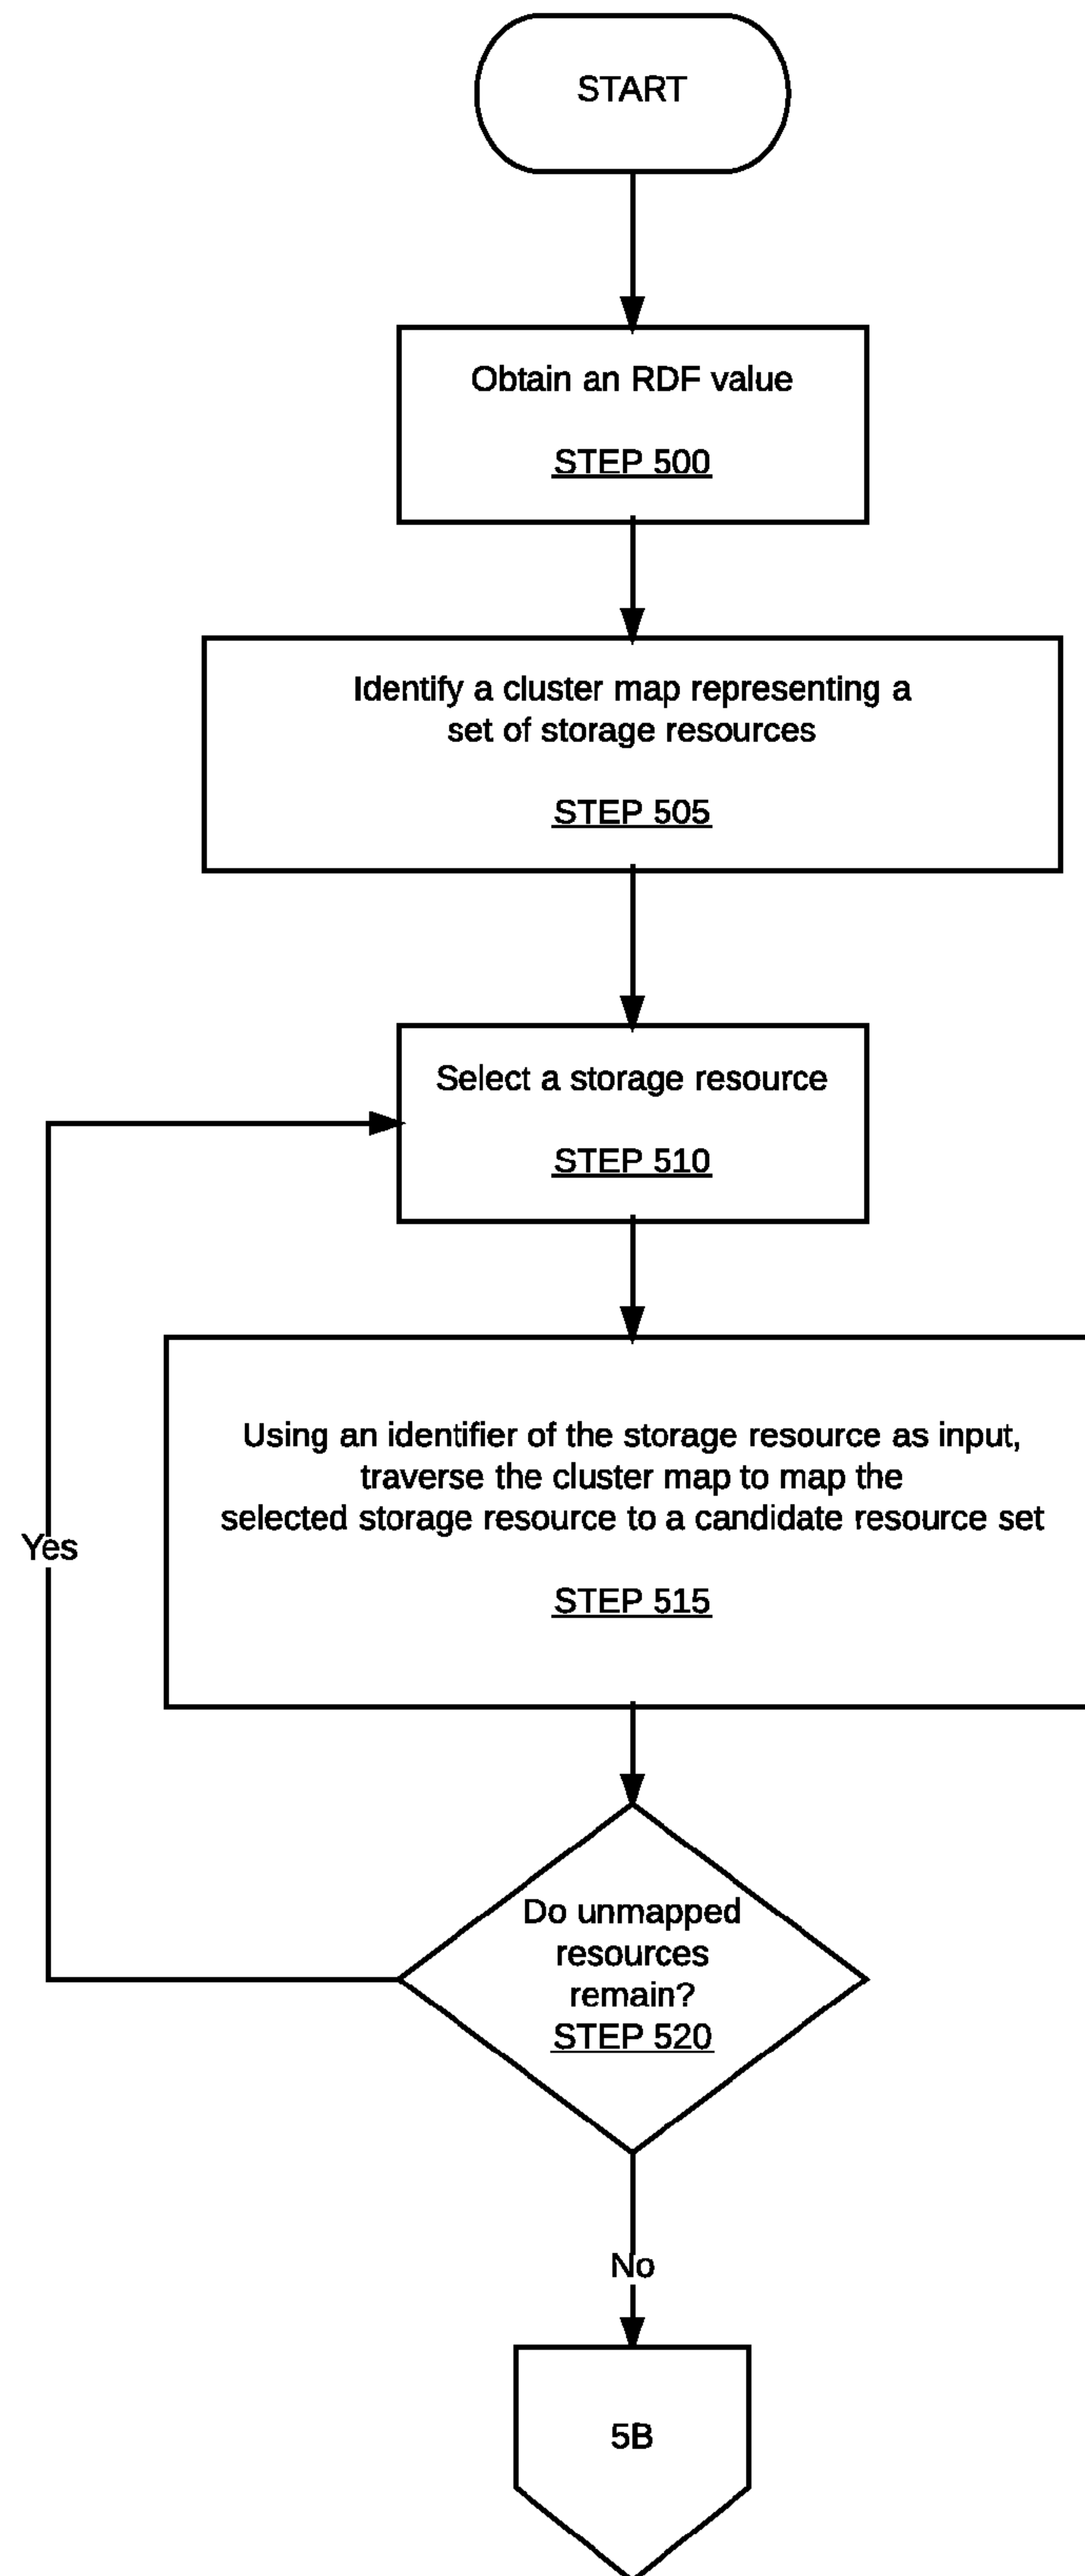 START
Obtain an RDF value
STEP 500
Identify a cluster map representing a
set of storage resources
STEP 505
Select a storage resource
STEP 510
Using an identifier of the storage resource as input,
traverse the cluster map to map the
selected storage resource to a candidate resource set
STEP 515
Yes
Do unmapped
resources
remain?
STEP 520
No
5B